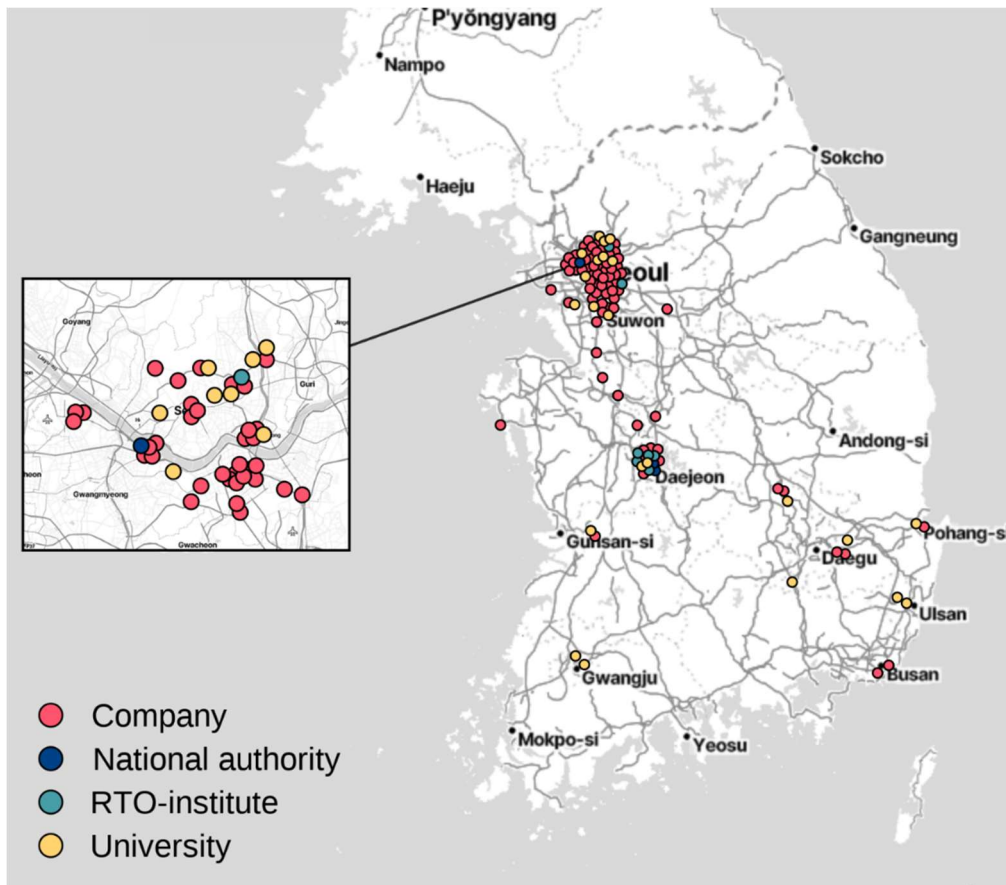 P'yŏngyang
Nampo
Sokcho
Haeju
Gangneung
eoul
Suwon
Goyang
Guri
S
Gwangmyeong
Gwacheon
Andong-si
Daejeon
Gunsan-si
Pohang-s
Daegu
Ulsan
Gwangju
Busan
Mokpo-si
Yeosu
Company
National authority
RTO-institute
University